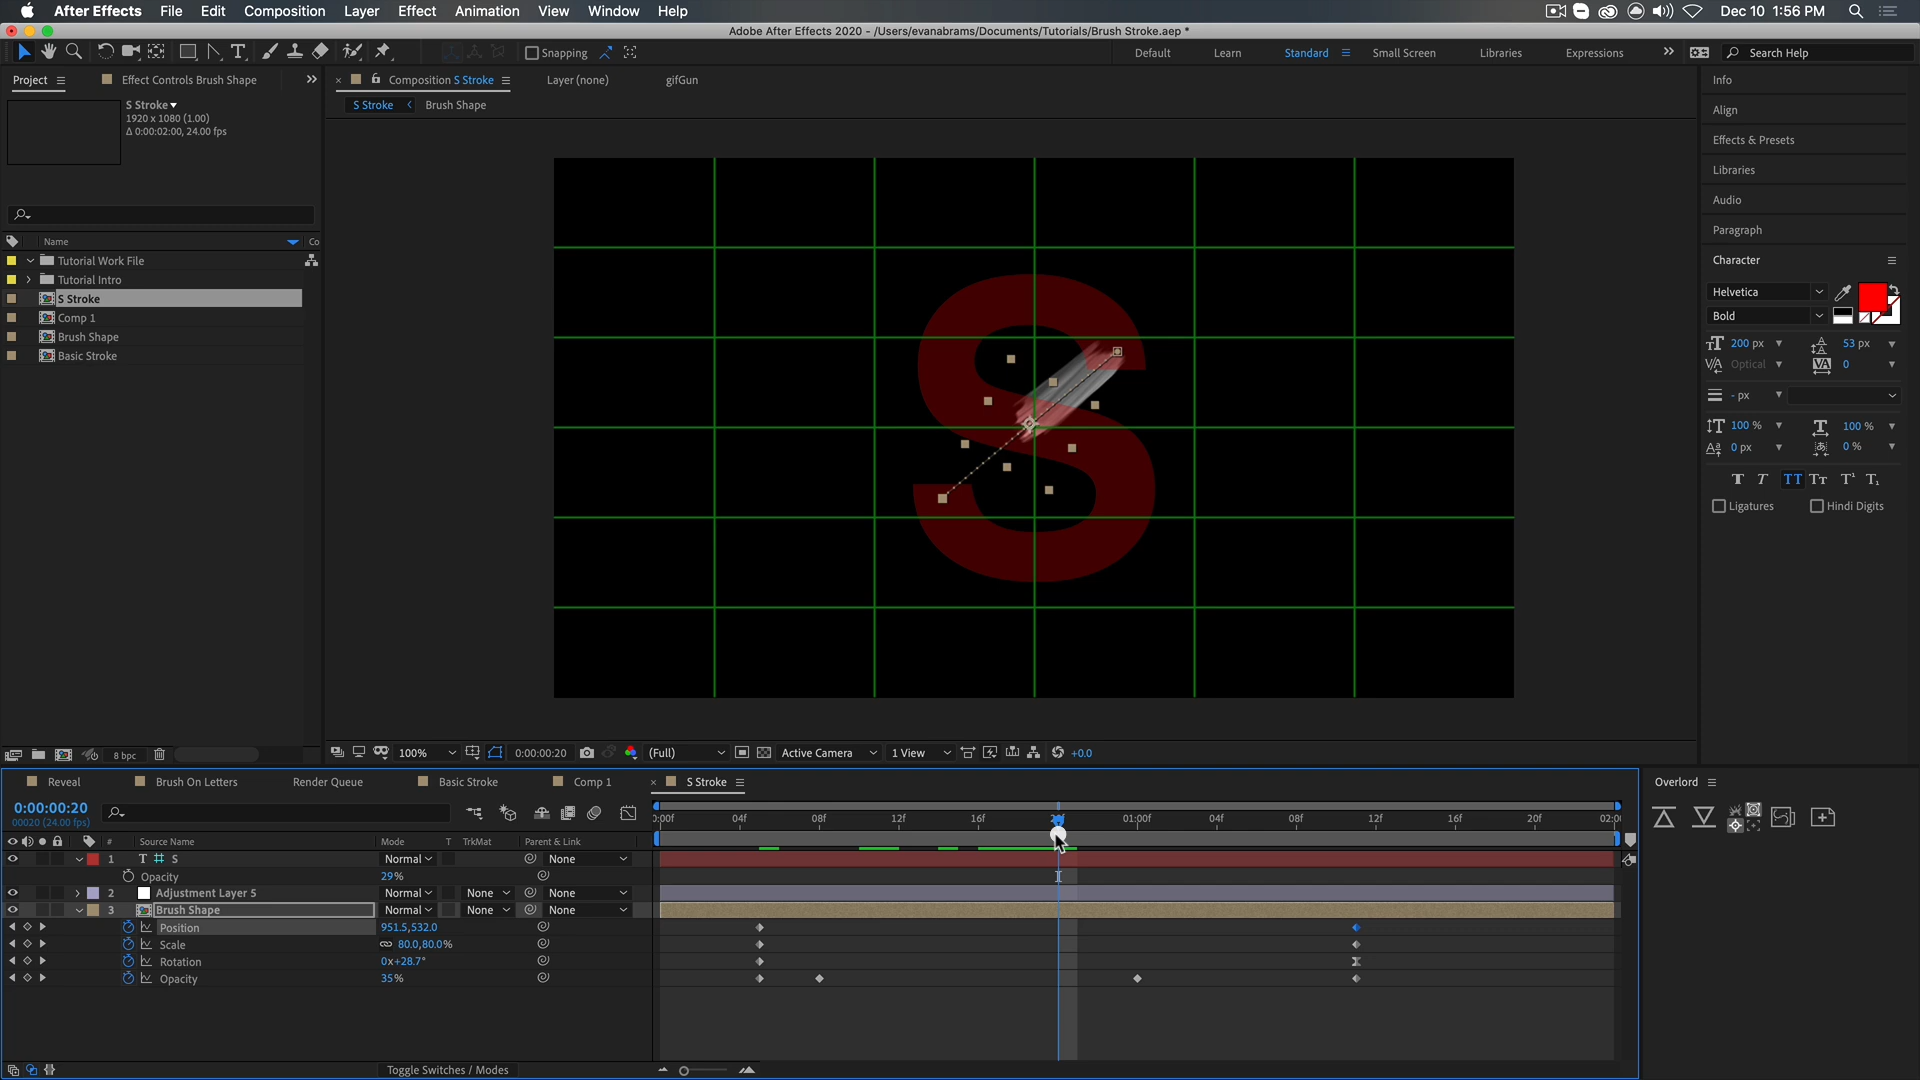 After Effects File Edit Composition Layer Effect Animation View Window Help Dec 10 1:56 PM
Adobe After Effects 2020 - /Users/evanabrams/Documents/Tutorials/Brush Stroke.aep *
Snapping Default Learn Standard Small Screen Libraries Expressions Search Help
Project Effect Controls Brush Shape Composition S Stroke Layer (none) gifGun Info
S Stroke 
1920 x 1080 (1.00)
Δ 0:00:02:00, 24.00 fps
S Stroke Brush Shape
Align
Effects & Presets
Libraries
Audio
Paragraph
Character
Name Co
Tutorial Work File
Tutorial Intro
S Stroke
Comp 1
Brush Shape
Basic Stroke
S
Helvetica
Bold
200 px 53 px
Optical 0
- px
100 % 100 %
0 px 0 %
T T TT Tт T¹ T₁
Ligatures Hindi Digits
8 bpc 100% 0:00:00:20 (Full) Active Camera 1 View +0.0
Reveal Brush On Letters Render Queue Basic Stroke Comp 1 S Stroke Overlord
0:00:00:20
00020 (24.00 fps)
04f 08f 12f 16f 01:00f 04f 08f 12f 16f 20f
# Source Name Mode T TrkMat Parent & Link
1 T S Normal None
Opacity 29%
2 Adjustment Layer 5 Normal None None
3 Brush Shape Normal None None
Position 951.5,532.0
Scale 80.0,80.0%
Rotation 0x+28.7°
Opacity 35%
Toggle Switches / Modes